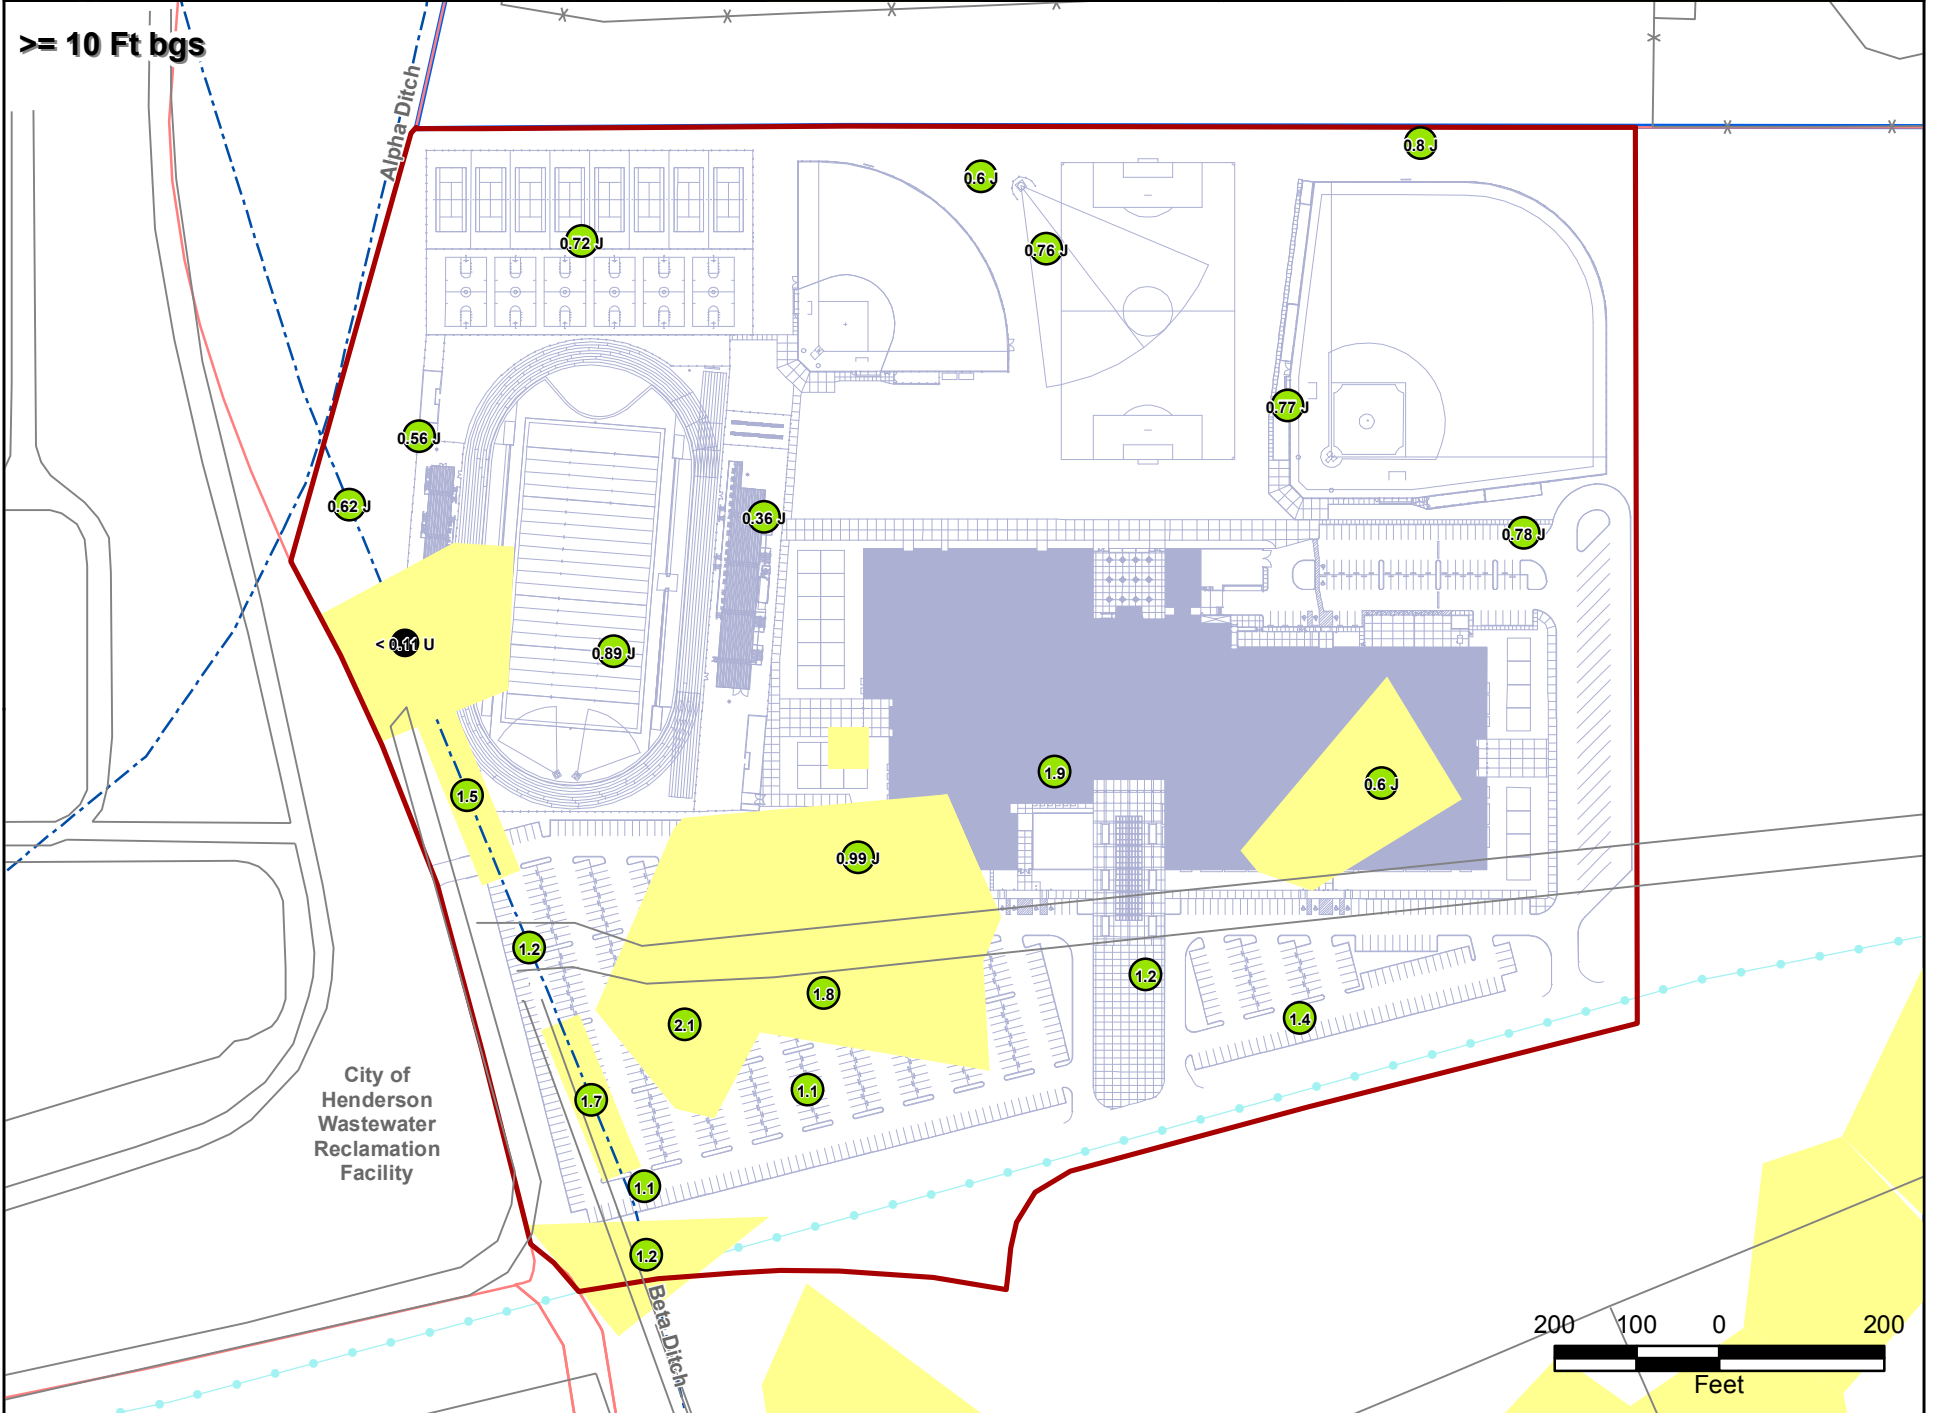 >= 10 Ft bgs
Alpha Ditch
0.8 J
0.6 J
0.72 J
0.76 J
0.77 J
0.56 J
0.62 J
0.36 J
0.78 J
< 0.11 U
0.89 J
1.9
0.6 J
1.5
0.99 J
1.2
1.2
1.8
1.4
2.1
1.1
1.7
City of
Henderson
Wastewater
Reclamation
Facility
1.1
1.2
Beta Ditch
200 100 0 200
Feet